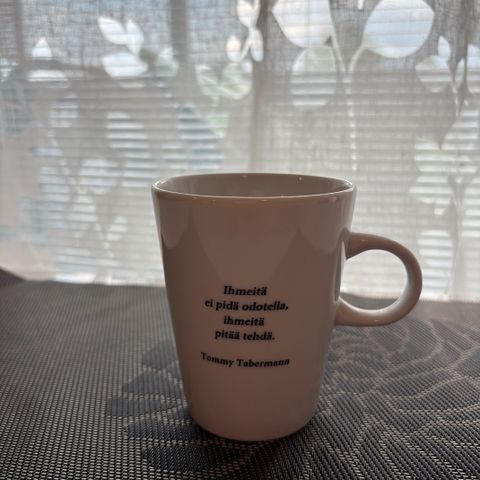 Ihmeitä
ei pidä odotella,
ihmeitä
pitää tehdä.
Tommy Tabermann